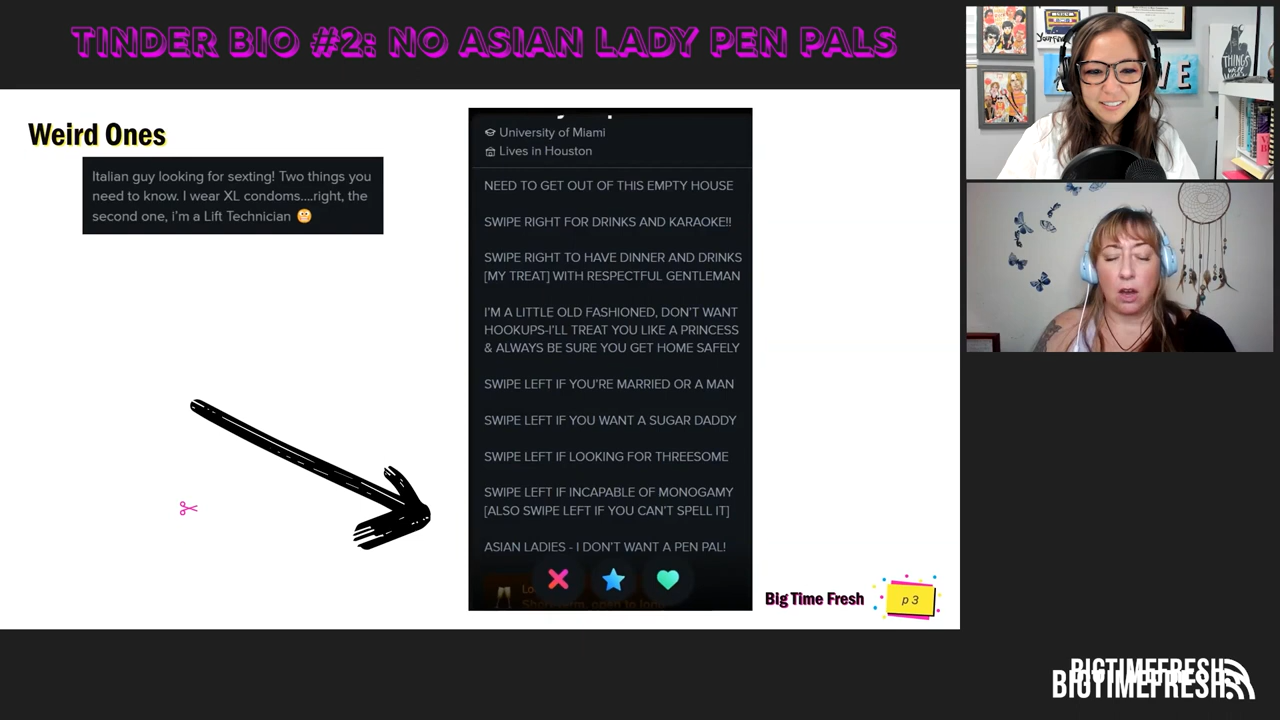 TINDER BIO #2: NO ASIAN LADY PEN PALS
Weird Ones
Italian guy looking for sexting! Two things you
need to know. I wear XL condoms....right, the
second one, i'm a Lift Technician
University of Miami
Lives in Houston
NEED TO GET OUT OF THIS EMPTY HOUSE
SWIPE RIGHT FOR DRINKS AND KARAOKE!!
SWIPE RIGHT TO HAVE DINNER AND DRINKS
[MY TREAT] WITH RESPECTFUL GENTLEMAN
I'M A LITTLE OLD FASHIONED, DON'T WANT
HOOKUPS-I'LL TREAT YOU LIKE A PRINCESS
& ALWAYS BE SURE YOU GET HOME SAFELY
SWIPE LEFT IF YOU'RE MARRIED OR A MAN
SWIPE LEFT IF YOU WANT A SUGAR DADDY
SWIPE LEFT IF LOOKING FOR THREESOME
SWIPE LEFT IF INCAPABLE OF MONOGAMY
[ALSO SWIPE LEFT IF YOU CAN'T SPELL IT]
ASIAN LADIES - I DON'T WANT A PEN PAL!
Big Time Fresh
p 3
THINGS
BIGTIMEFRESH
BIGTIMEFRESH